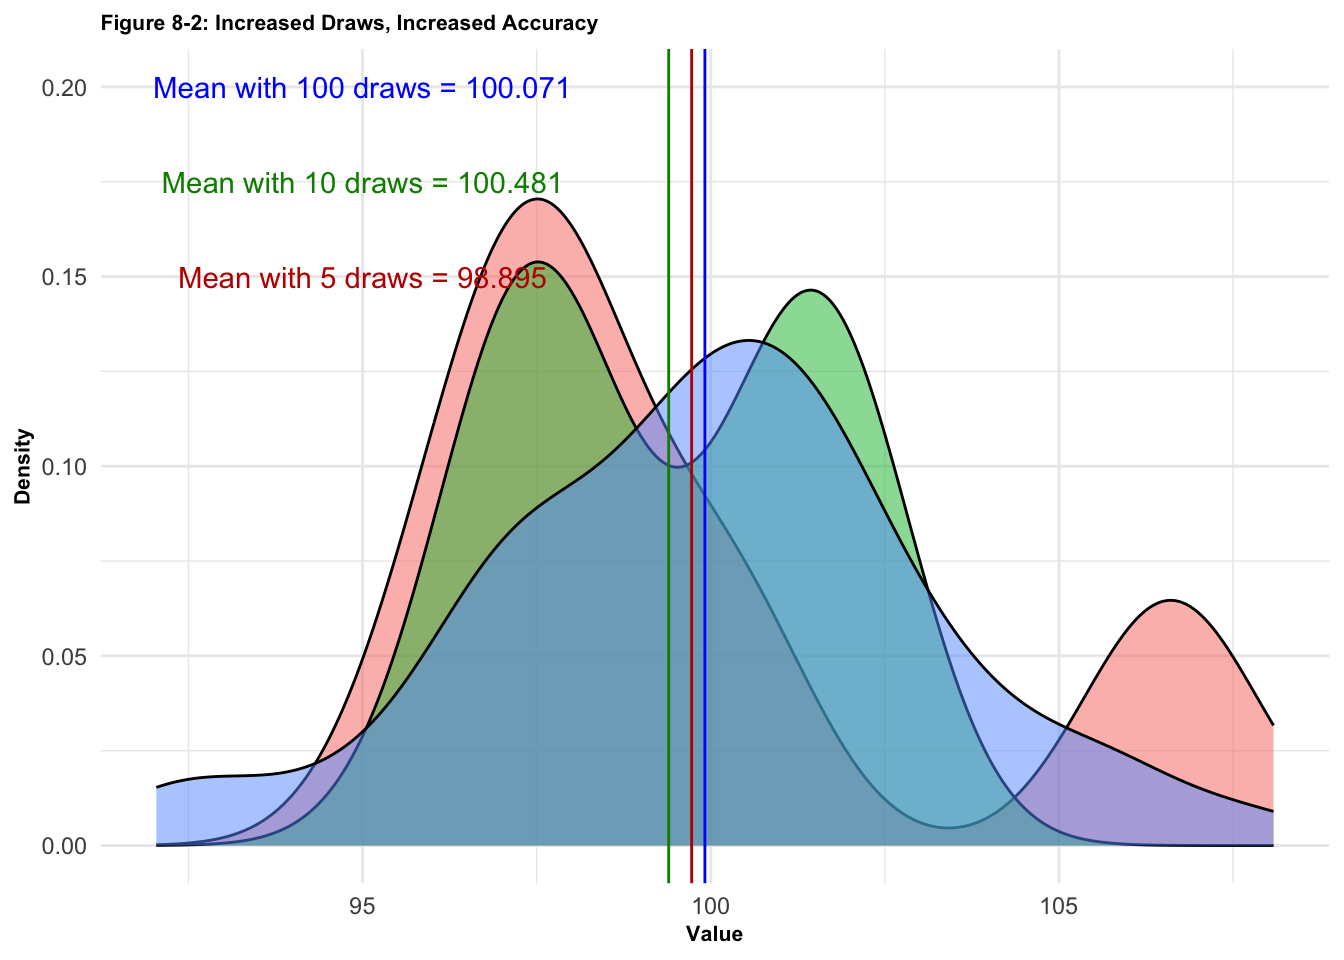 Figure 8-2: Increased Draws, Increased Accuracy
0.20
Mean with 100 draws = 100.071
Mean with 10 draws = 100.481
0.15
Mean with 5 draws = 98.895
Density
0.10
0.05
0.00
95
100
105
Value